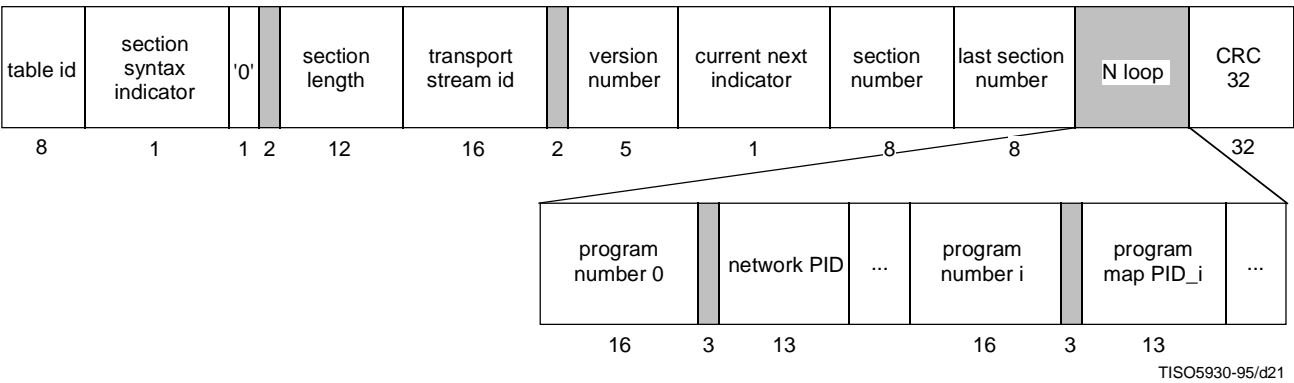 table id
section
syntax
indicator
'0'
section
length
transport
stream id
version
number
current next
indicator
section
number
last section
number
N loop
CRC
32
8 1 1 2 12 16 2 5 1 8 8 32
program
number 0
network PID
...
program
number i
program
map PID_i
...
16 3 13 16 3 13
TISO5930-95/d21